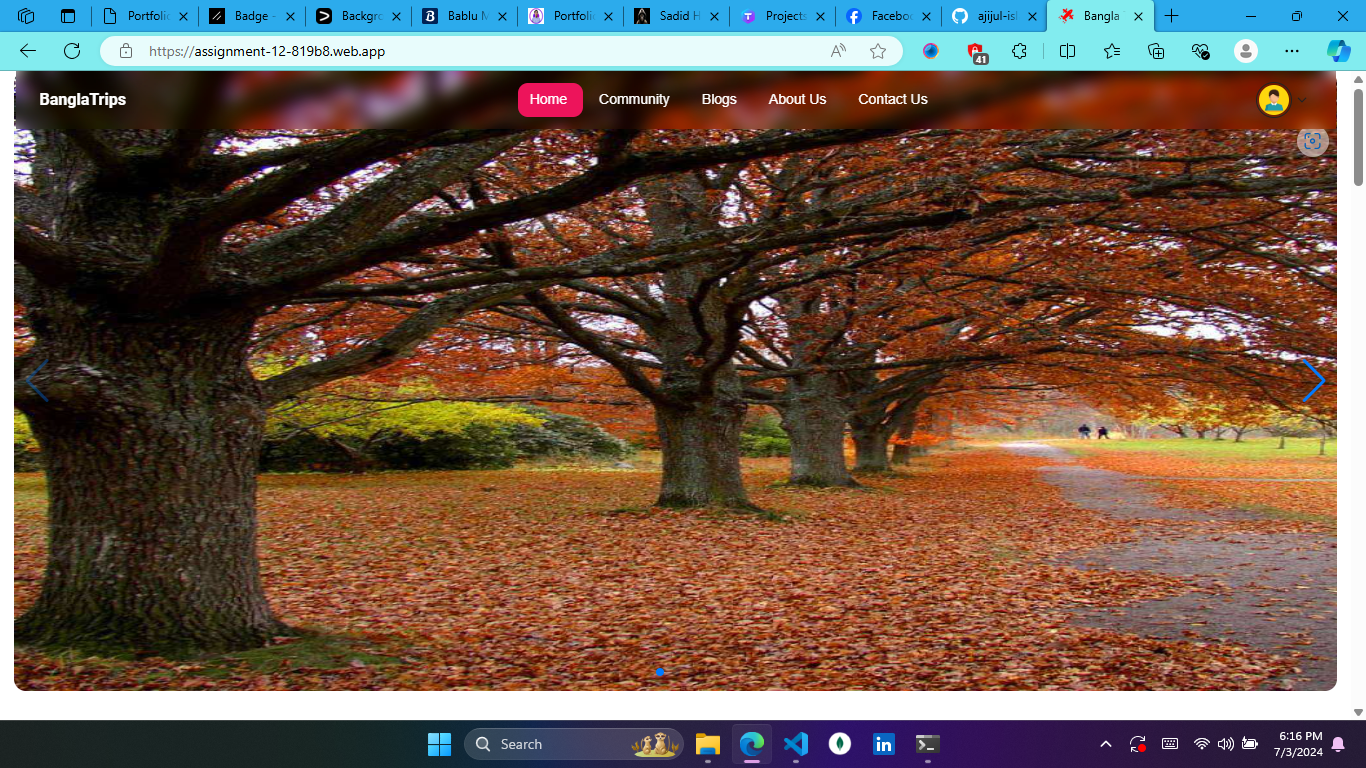 Portfolio
Badge -
Backgro
Bablu M
Portfolio
Sadid H
Projects
Faceboo
ajijul-isl
Bangla
https://assignment-12-819b8.web.app
41
BanglaTrips
Home
Community
Blogs
About Us
Contact Us
Search
6:16 PM
7/3/2024